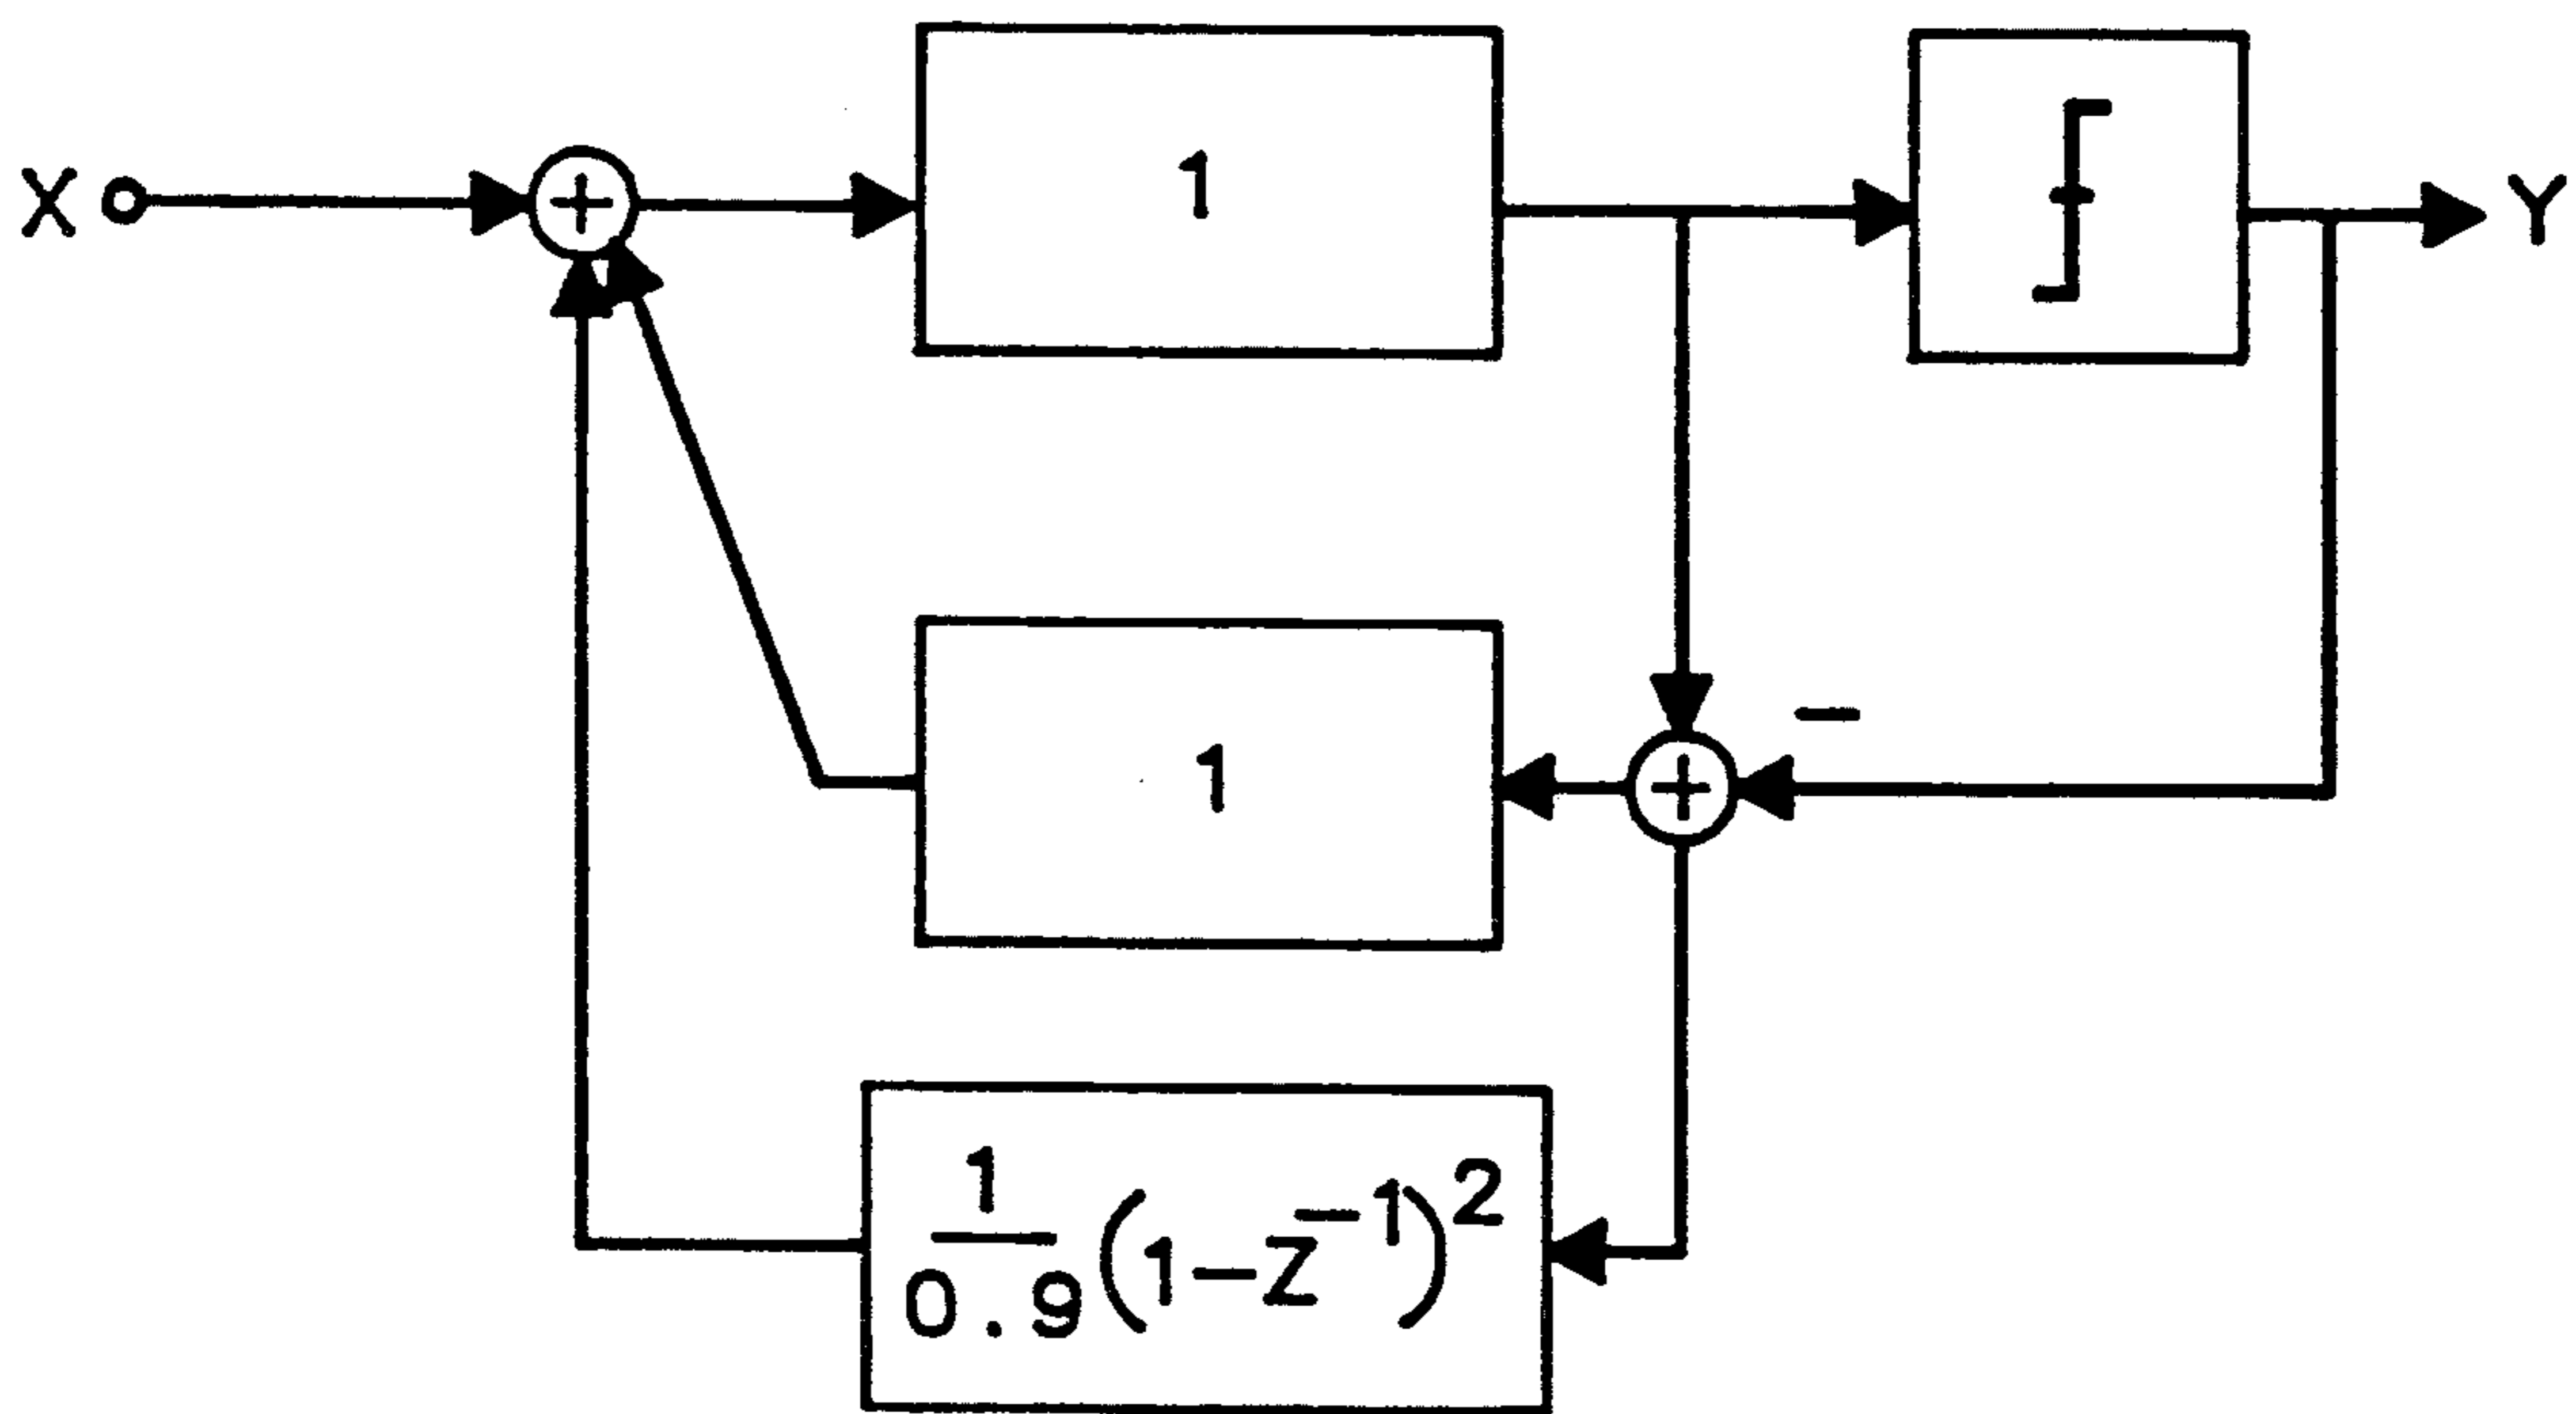 X
+
1
Y
1
+
−
1/0.9 (1−Z⁻¹)²